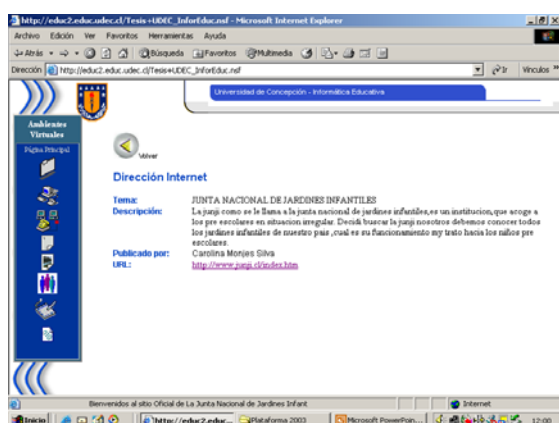 http://educ2.educ.udec.cl/Tesis+UDEC_InforEduc.nsf - Microsoft Internet Explorer
Archivo Edición Ver Favoritos Herramientas Ayuda
Atrás Búsqueda Favoritos Multimedia
Dirección http://educ2.educ.udec.cl/Tesis+UDEC_InforEduc.nsf Ir Vínculos »
Universidad de Concepción - Informática Educativa
Ambientes
Virtuales
Página Principal
Volver
Dirección Internet
Tema: JUNTA NACIONAL DE JARDINES INFANTILES
Descripción: La junji como se le llama a la junta nacional de jardines infantiles,es un institucion,que acoge a
los pre escolares en situacion irregular. Decidi buscar la junji nosotros debemos conocer todos
los jardines infantiles de nuestro pais ,cual es su funcionamiento my trato hacia los niños pre
escolares.
Publicado por: Carolina Monjes Silva
URL: http://www.junji.cl/index.htm
Bienvenidos al sitio Oficial de La Junta Nacional de Jardines Infant
Internet
Inicio http://educ2.educ... Plataforma 2003 Microsoft PowerPoin... 12:00